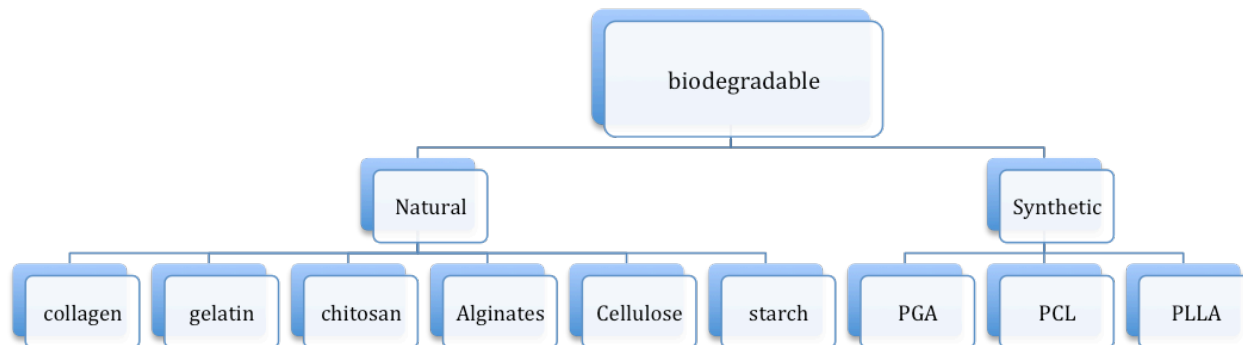 biodegradable
Natural
Synthetic
collagen
gelatin
chitosan
Alginates
Cellulose
starch
PGA
PCL
PLLA